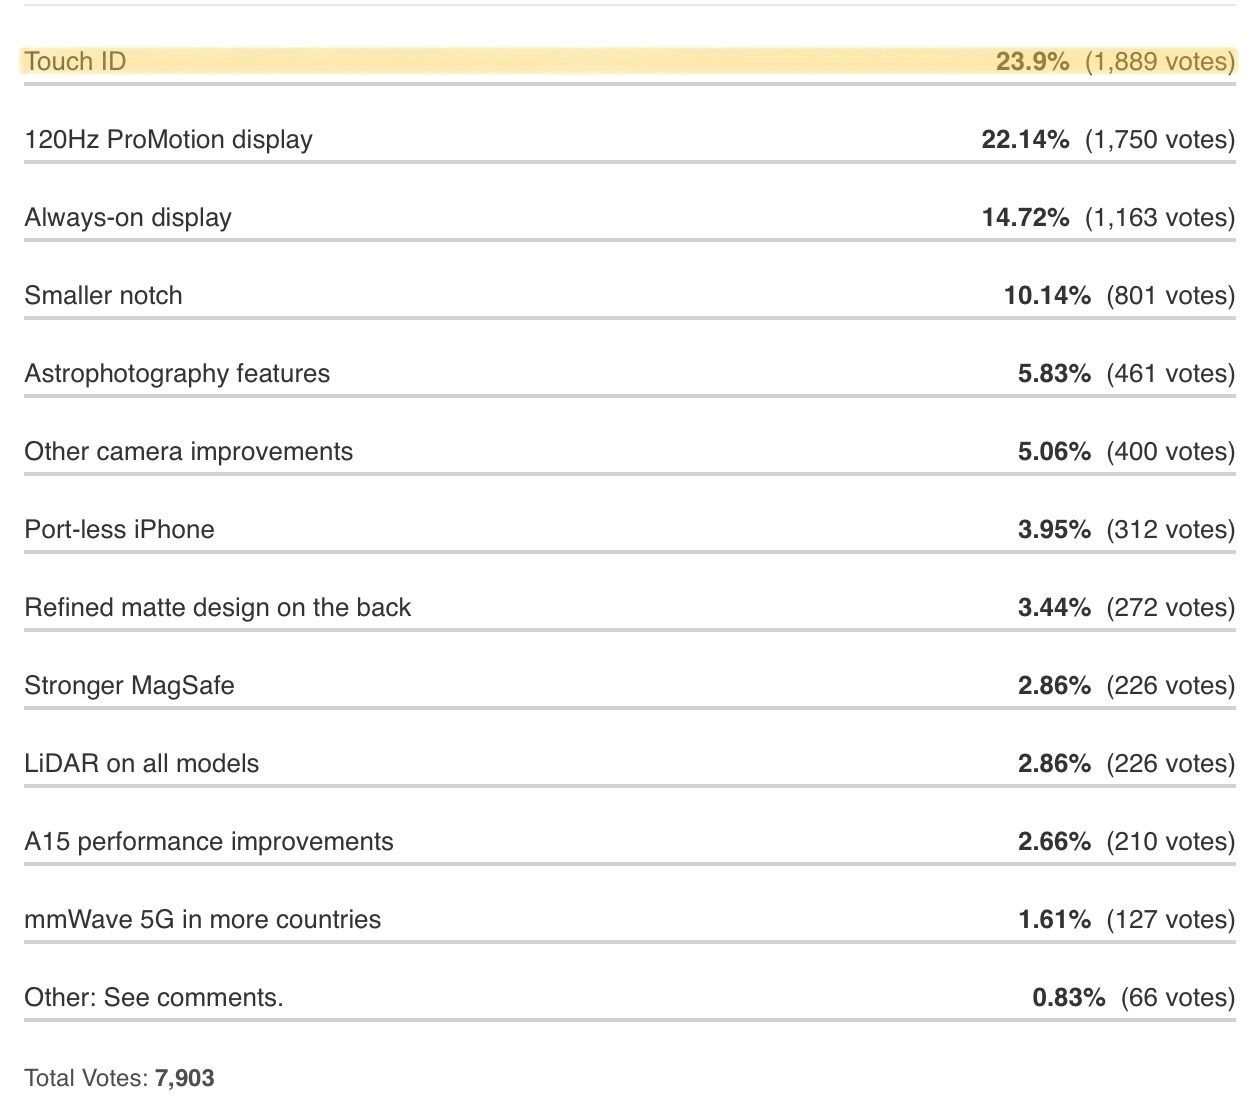 Touch ID 23.9% (1,889 votes)
120Hz ProMotion display 22.14% (1,750 votes)
Always-on display 14.72% (1,163 votes)
Smaller notch 10.14% (801 votes)
Astrophotography features 5.83% (461 votes)
Other camera improvements 5.06% (400 votes)
Port-less iPhone 3.95% (312 votes)
Refined matte design on the back 3.44% (272 votes)
Stronger MagSafe 2.86% (226 votes)
LiDAR on all models 2.86% (226 votes)
A15 performance improvements 2.66% (210 votes)
mmWave 5G in more countries 1.61% (127 votes)
Other: See comments. 0.83% (66 votes)
Total Votes: 7,903